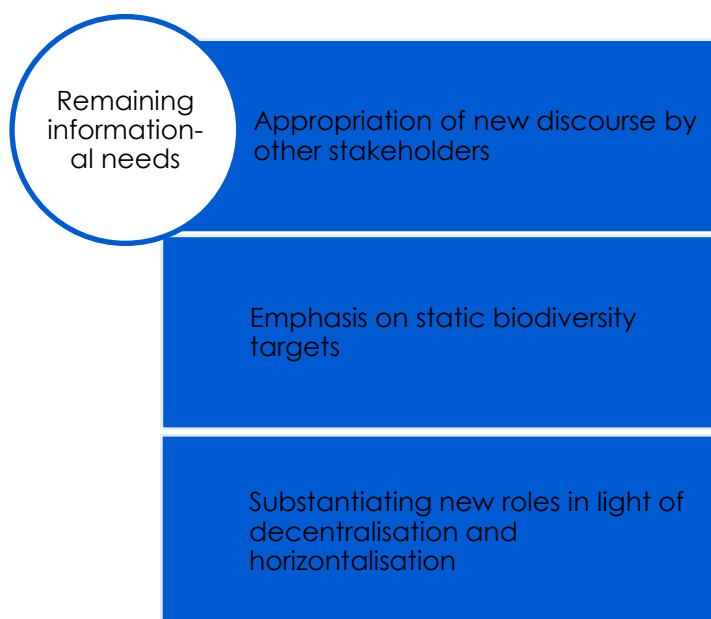 Remaining
information-
al needs
Appropriation of new discourse by
other stakeholders
Emphasis on static biodiversity
targets
Substantiating new roles in light of
decentralisation and
horizontalisation